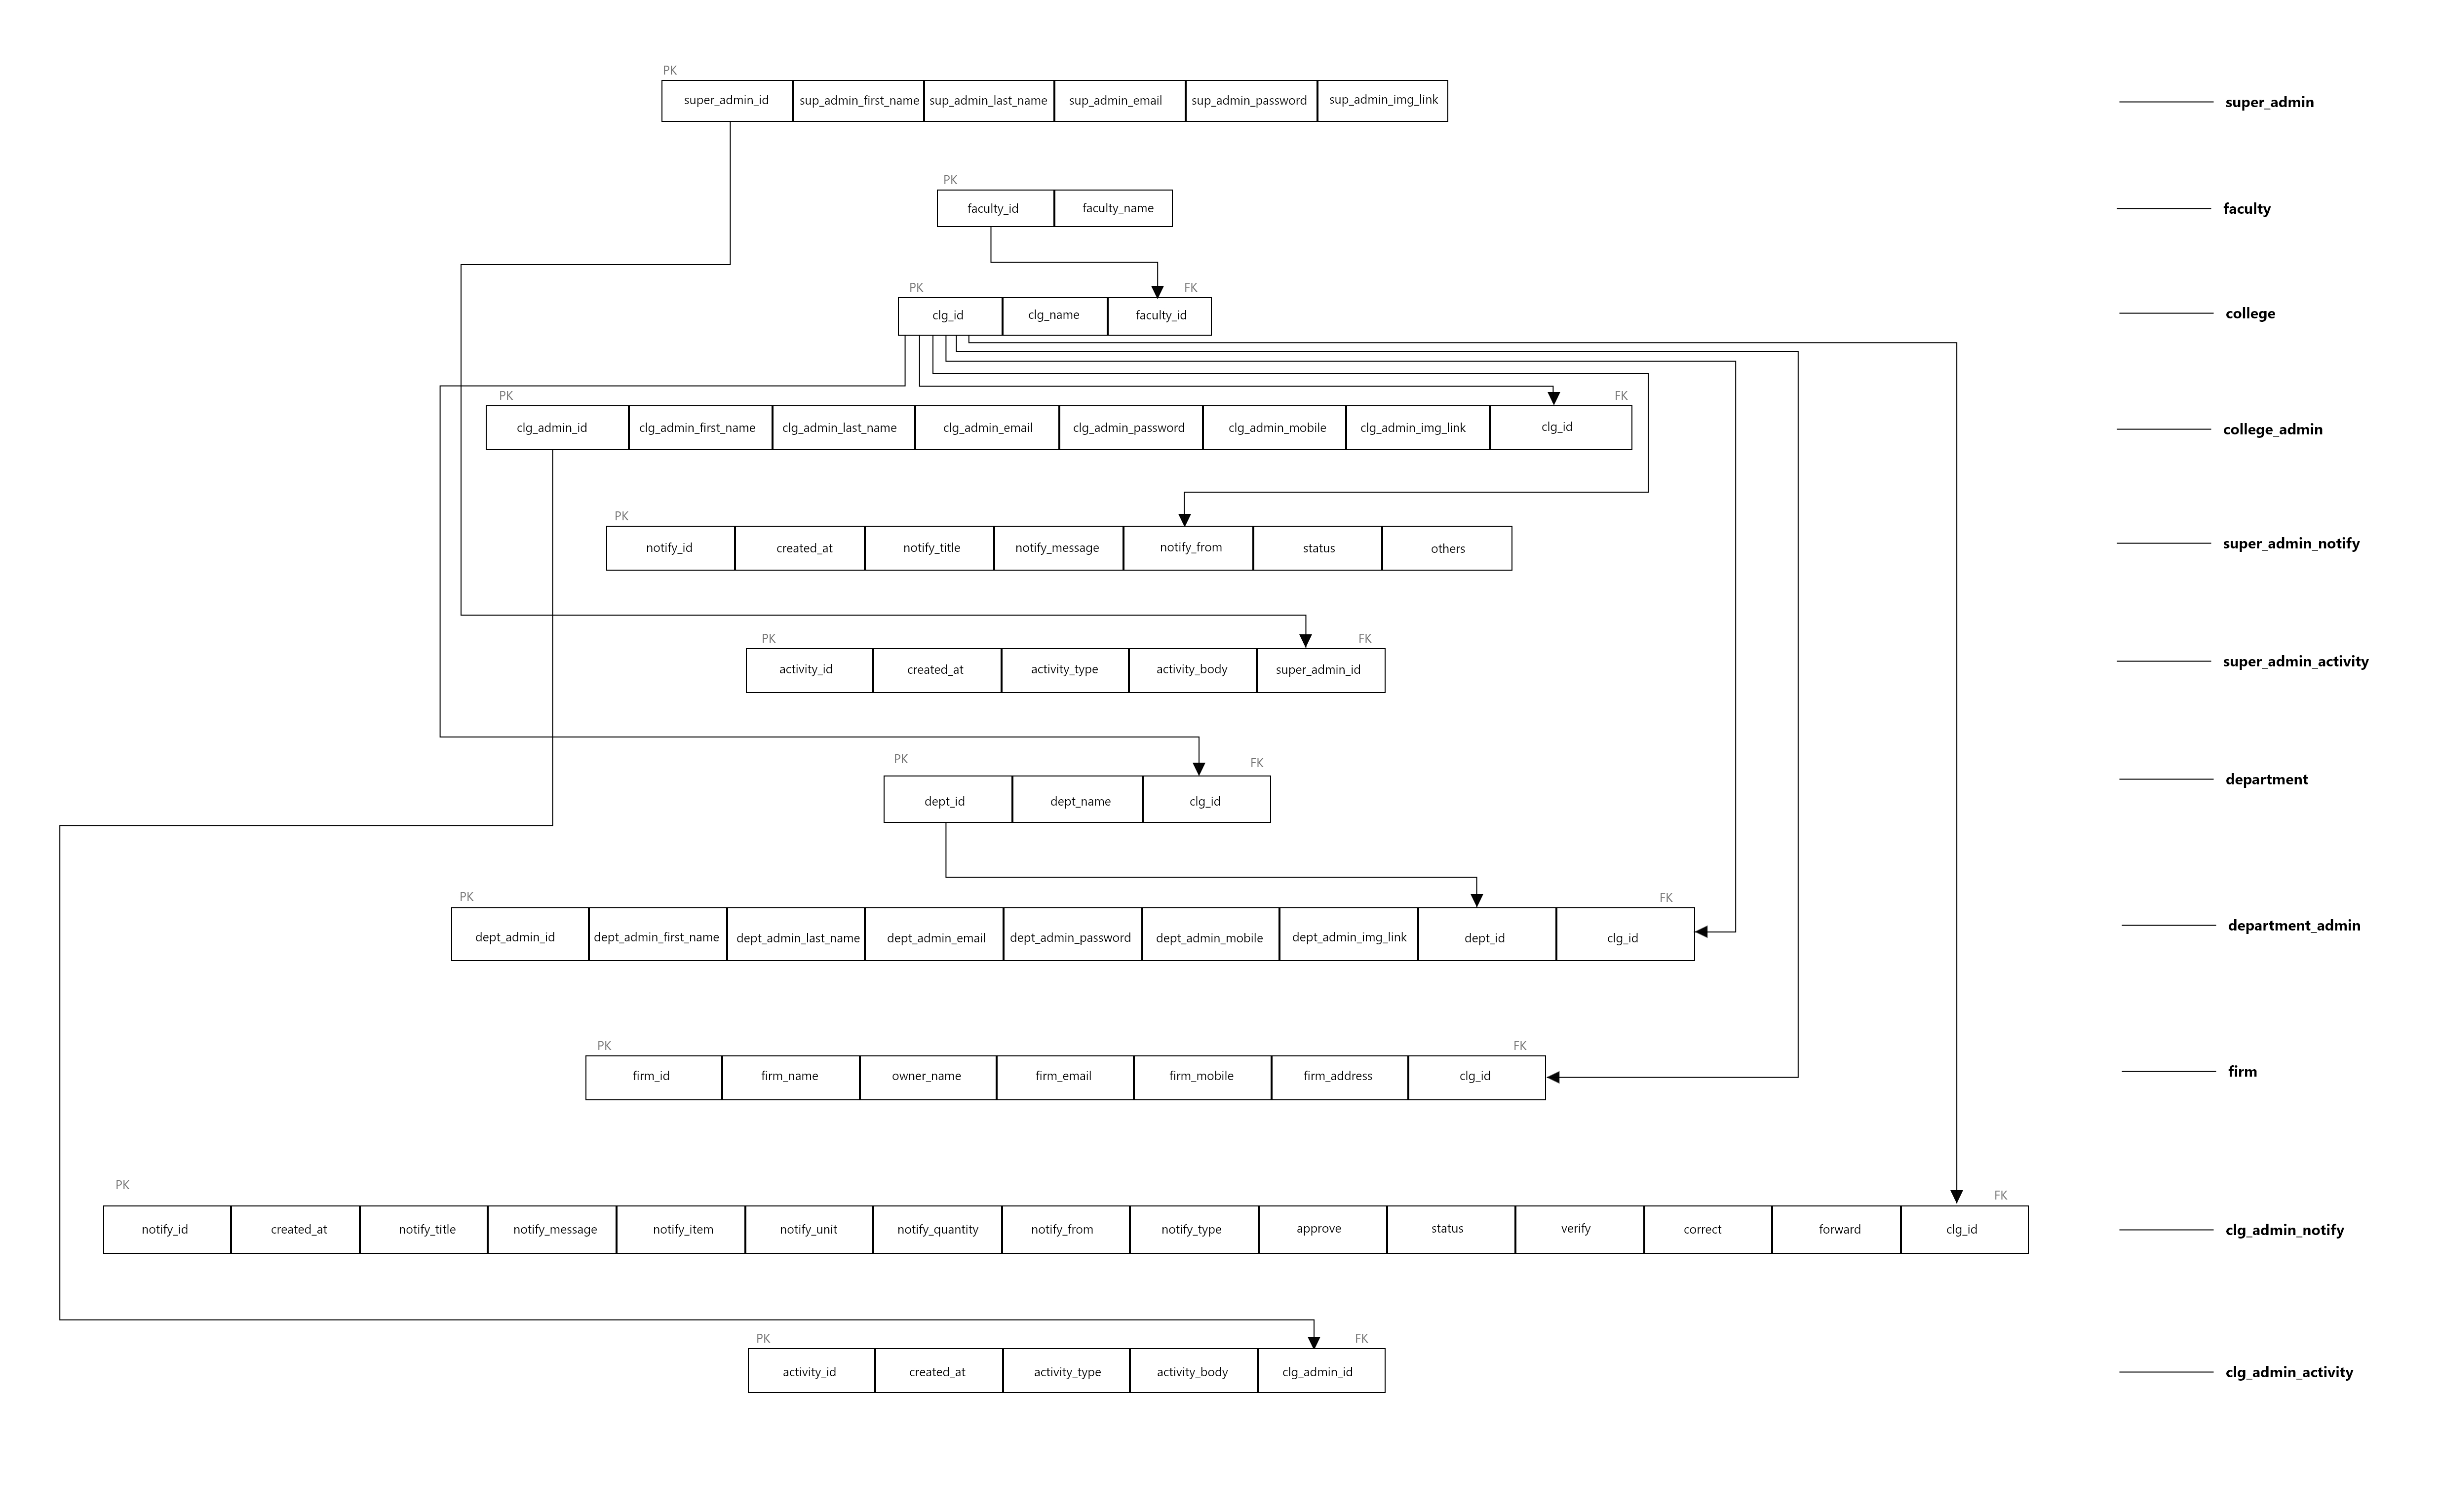 PK
super_admin_id sup_admin_first_name sup_admin_last_name sup_admin_email sup_admin_password sup_admin_img_link super_admin
PK
faculty_id faculty_name faculty
PK FK
clg_id clg_name faculty_id college
PK FK
clg_admin_id clg_admin_first_name clg_admin_last_name clg_admin_email clg_admin_password clg_admin_mobile clg_admin_img_link clg_id college_admin
PK
notify_id created_at notify_title notify_message notify_from status others super_admin_notify
PK FK
activity_id created_at activity_type activity_body super_admin_id super_admin_activity
PK FK
dept_id dept_name clg_id department
PK FK
dept_admin_id dept_admin_first_name dept_admin_last_name dept_admin_email dept_admin_password dept_admin_mobile dept_admin_img_link dept_id clg_id department_admin
PK FK
firm_id firm_name owner_name firm_email firm_mobile firm_address clg_id firm
PK FK
notify_id created_at notify_title notify_message notify_item notify_unit notify_quantity notify_from notify_type approve status verify correct forward clg_id clg_admin_notify
PK FK
activity_id created_at activity_type activity_body clg_admin_id clg_admin_activity